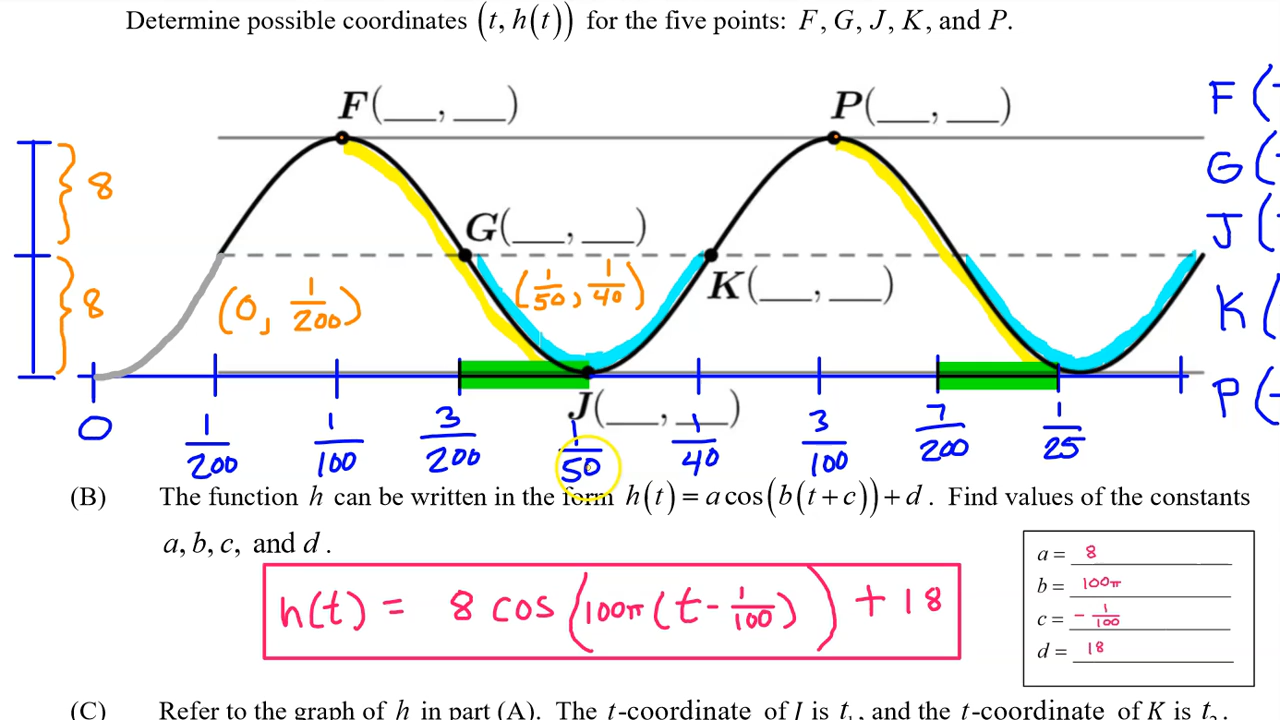 Determine possible coordinates (t, h(t)) for the five points: F, G, J, K, and P.
F(___, ___)
P(___, ___)
F(
G(
J(
K(
P(
8
8
G(___, ___)
K(___, ___)
(0, 1/200)
(1/50, 1/40)
J(___, ___)
0 1/200 1/100 3/200 1/50 1/40 3/100 7/200 1/25
(B) The function h can be written in the form h(t) = a cos(b(t + c)) + d. Find values of the constants
a, b, c, and d.
h(t) = 8 cos(100π(t - 1/100)) + 18
a = 8
b = 100π
c = -1/100
d = 18
(C) Refer to the graph of h in part (A). The t-coordinate of J is t₁, and the t-coordinate of K is t₂.